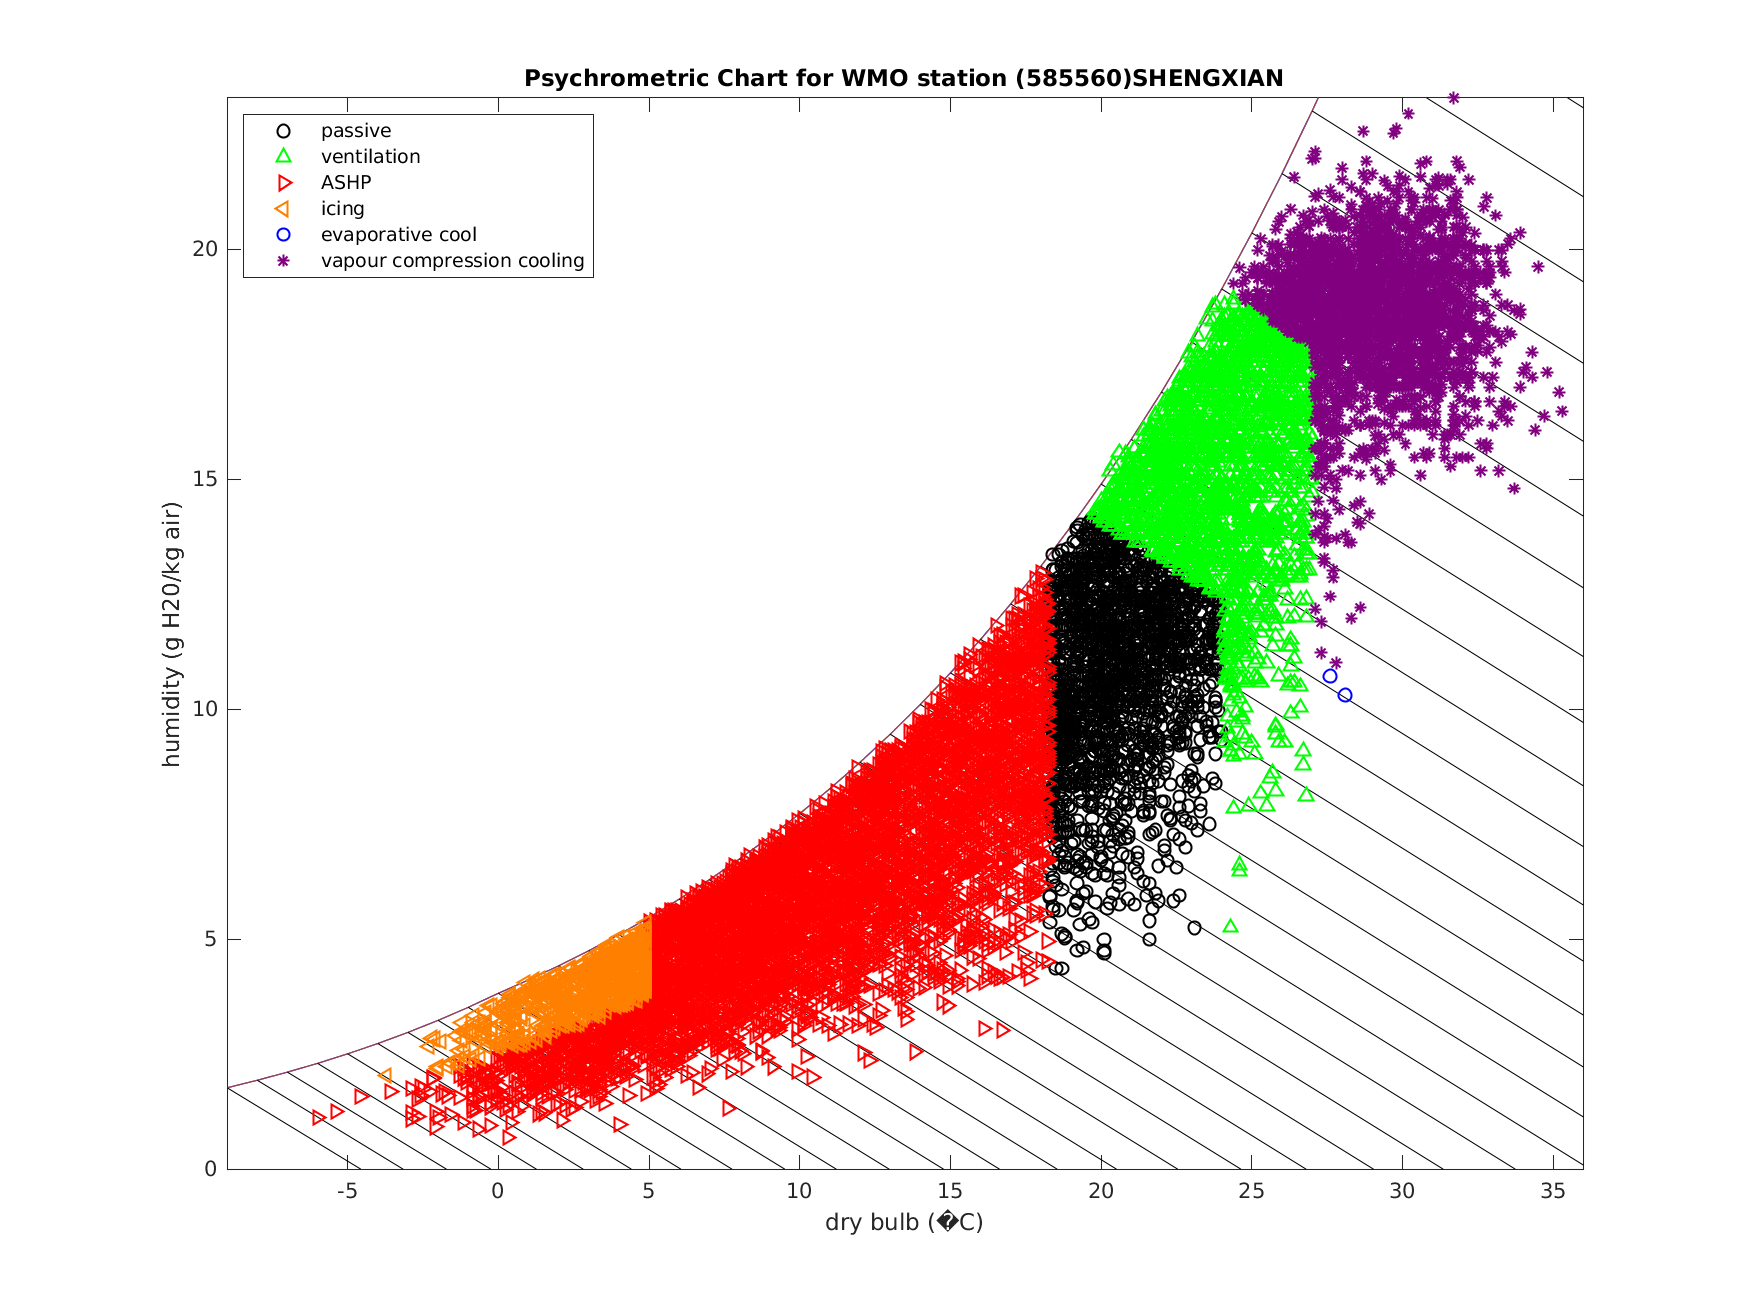 Psychrometric Chart for WMO station (585560)SHENGXIAN
passive
ventilation
ASHP
icing
evaporative cool
vapour compression cooling
humidity (g H20/kg air)
20
15
10
5
0
-5
0
5
10
15
20
25
30
35
dry bulb (�C)